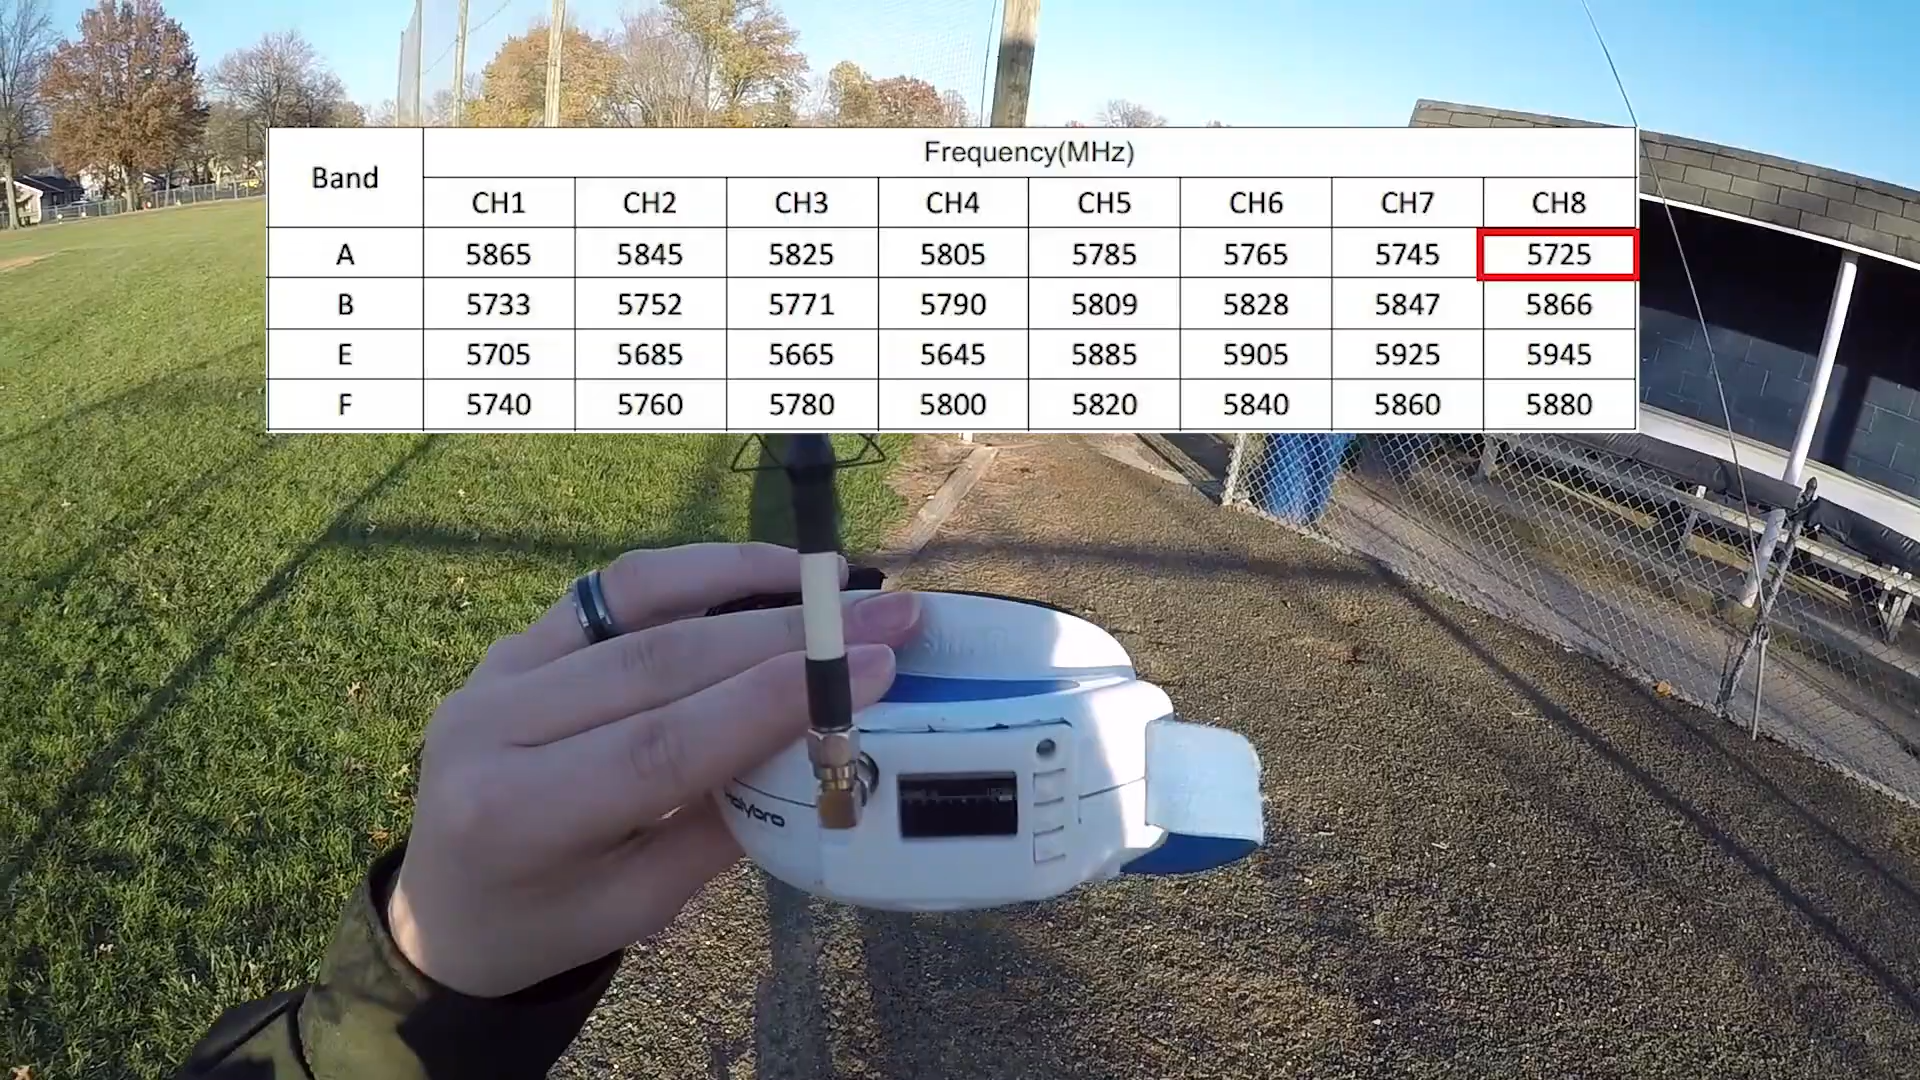 Band Frequency(MHz)
CH1 CH2 CH3 CH4 CH5 CH6 CH7 CH8
A 5865 5845 5825 5805 5785 5765 5745 5725
B 5733 5752 5771 5790 5809 5828 5847 5866
E 5705 5685 5665 5645 5885 5905 5925 5945
F 5740 5760 5780 5800 5820 5840 5860 5880